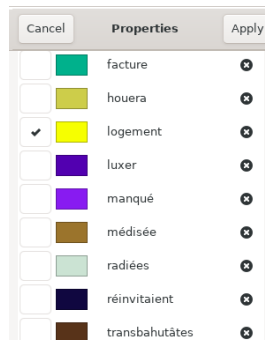 Cancel Properties Apply
facture
houera
logement
luxer
manqué
médisée
radiées
réinvitaient
transbahutâtes